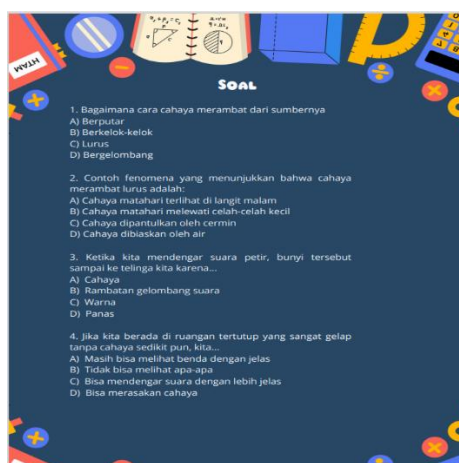 HTAM
SOAL
1. Bagaimana cara cahaya merambat dari sumbernya
A) Berputar
B) Berkelok-kelok
C) Lurus
D) Bergelombang
2. Contoh fenomena yang menunjukkan bahwa cahaya
merambat lurus adalah:
A) Cahaya matahari terlihat di langit malam
B) Cahaya matahari melewati celah-celah kecil
C) Cahaya dipantulkan oleh cermin
D) Cahaya dibiaskan oleh air
3. Ketika kita mendengar suara petir, bunyi tersebut
sampai ke telinga kita karena...
A) Cahaya
B) Rambatan gelombang suara
C) Warna
D) Panas
4. Jika kita berada di ruangan tertutup yang sangat gelap
tanpa cahaya sedikit pun, kita...
A) Masih bisa melihat benda dengan jelas
B) Tidak bisa melihat apa-apa
C) Bisa mendengar suara dengan lebih jelas
D) Bisa merasakan cahaya